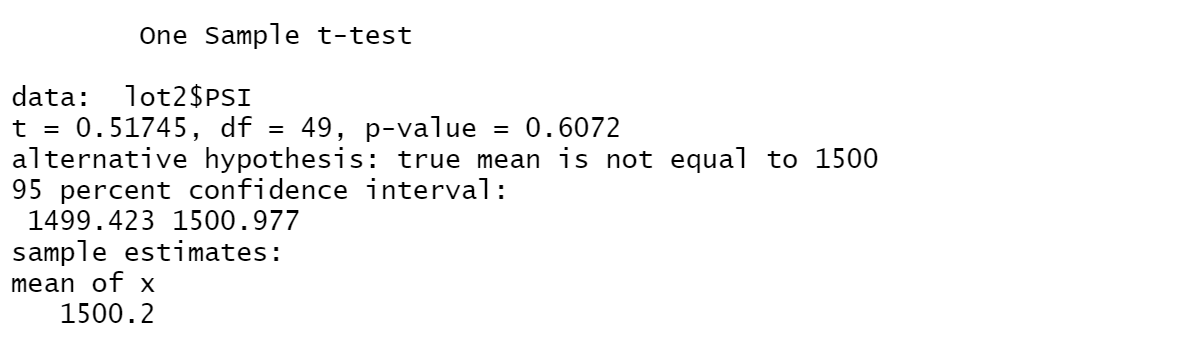 One Sample t-test
data: lot2$PSI
t = 0.51745, df = 49, p-value = 0.6072
alternative hypothesis: true mean is not equal to 1500
95 percent confidence interval:
1499.423 1500.977
sample estimates:
mean of x
1500.2